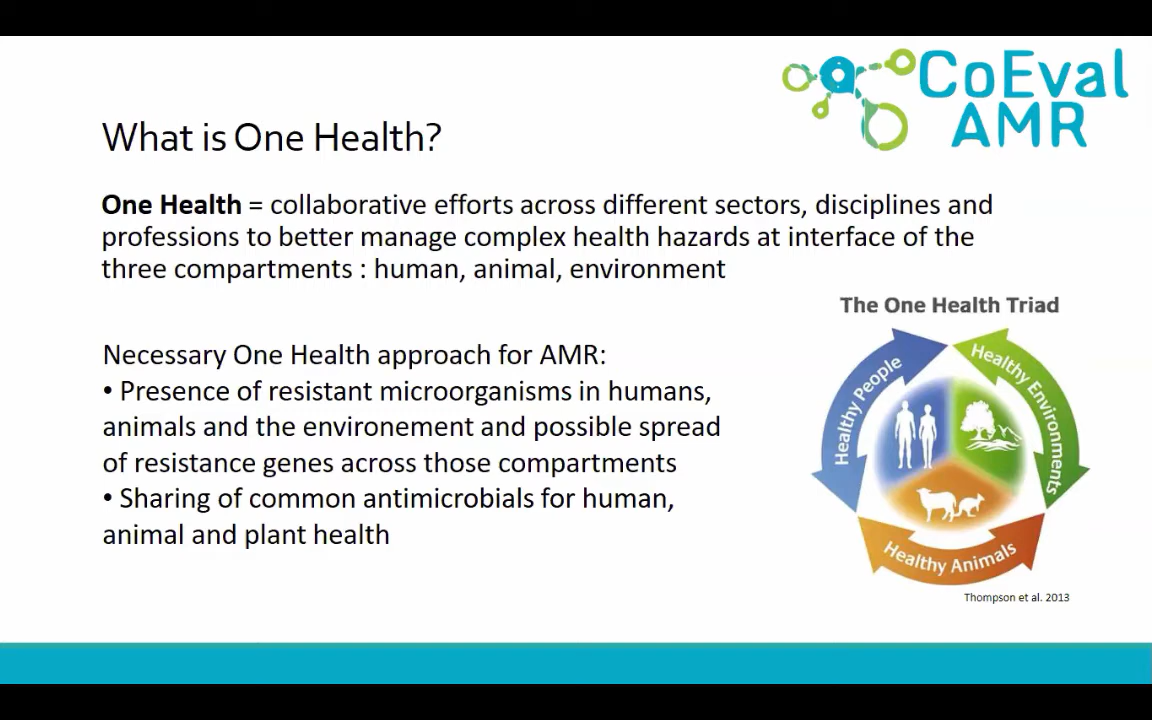 CoEval
AMR
What is One Health?
One Health = collaborative efforts across different sectors, disciplines and
professions to better manage complex health hazards at interface of the
three compartments : human, animal, environment
Necessary One Health approach for AMR:
• Presence of resistant microorganisms in humans,
animals and the environement and possible spread
of resistance genes across those compartments
• Sharing of common antimicrobials for human,
animal and plant health
The One Health Triad
Healthy People
Healthy Environments
Healthy Animals
Thompson et al. 2013